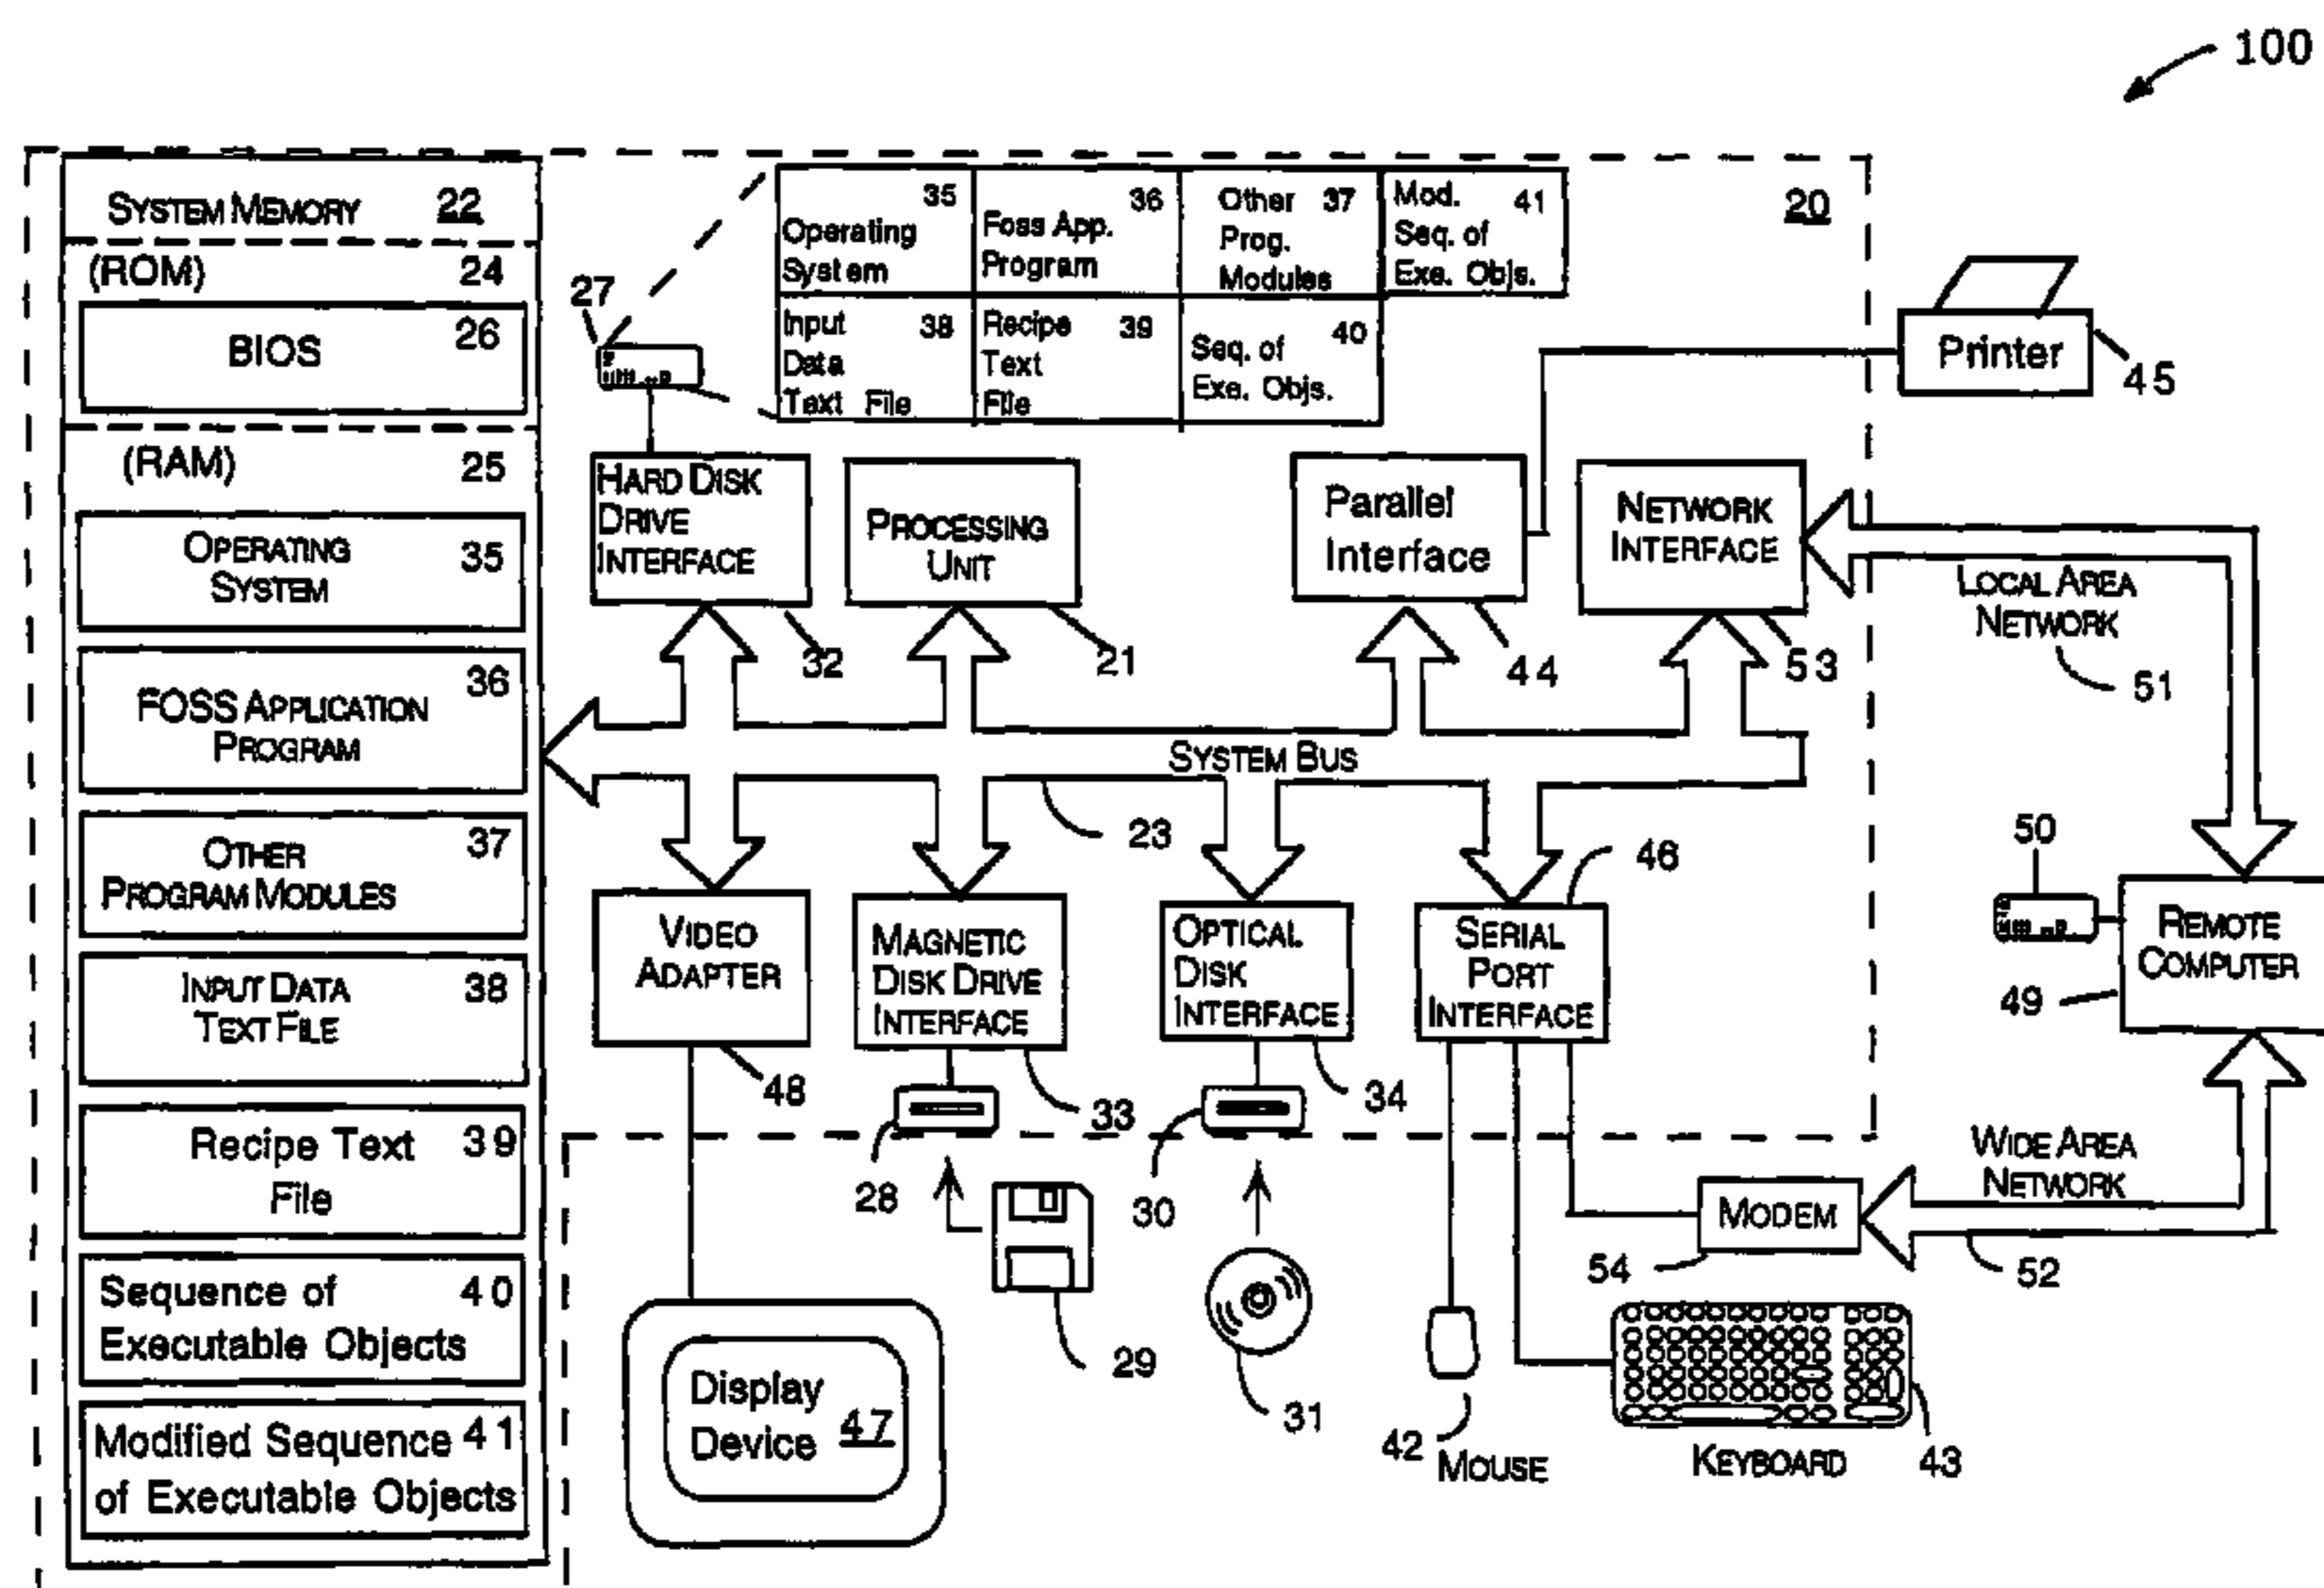 100
SYSTEM MEMORY 22
(ROM) 24
BIOS 26
(RAM) 25
OPERATING
SYSTEM 35
FOSS APPLICATION
PROGRAM 36
OTHER
PROGRAM MODULES 37
INPUT DATA
TEXT FILE 38
Recipe Text 39
File
Sequence of 40
Executable Objects
Modified Sequence 41
of Executable Objects
27
35
Operating
System
36
Foss App.
Program
Other 37
Prog.
Modules
Mod. 41
Seq. of
Exe. Objs.
Input 38
Data
Text File
Recipe 39
Text
File
40
Seq. of
Exe. Objs.
20
Printer
45
HARD DISK
DRIVE
INTERFACE
32
PROCESSING
UNIT
21
Parallel
Interface
44
NETWORK
INTERFACE
53
LOCAL AREA
NETWORK
51
SYSTEM BUS
23
VIDEO
ADAPTER
48
MAGNETIC
DISK DRIVE
INTERFACE
33
OPTICAL
DISK
INTERFACE
34
46
SERIAL
PORT
INTERFACE
50
REMOTE
COMPUTER
49
28
29
30
31
WIDE AREA
NETWORK
MODEM
54
52
Display
Device 47
42
MOUSE
KEYBOARD
43